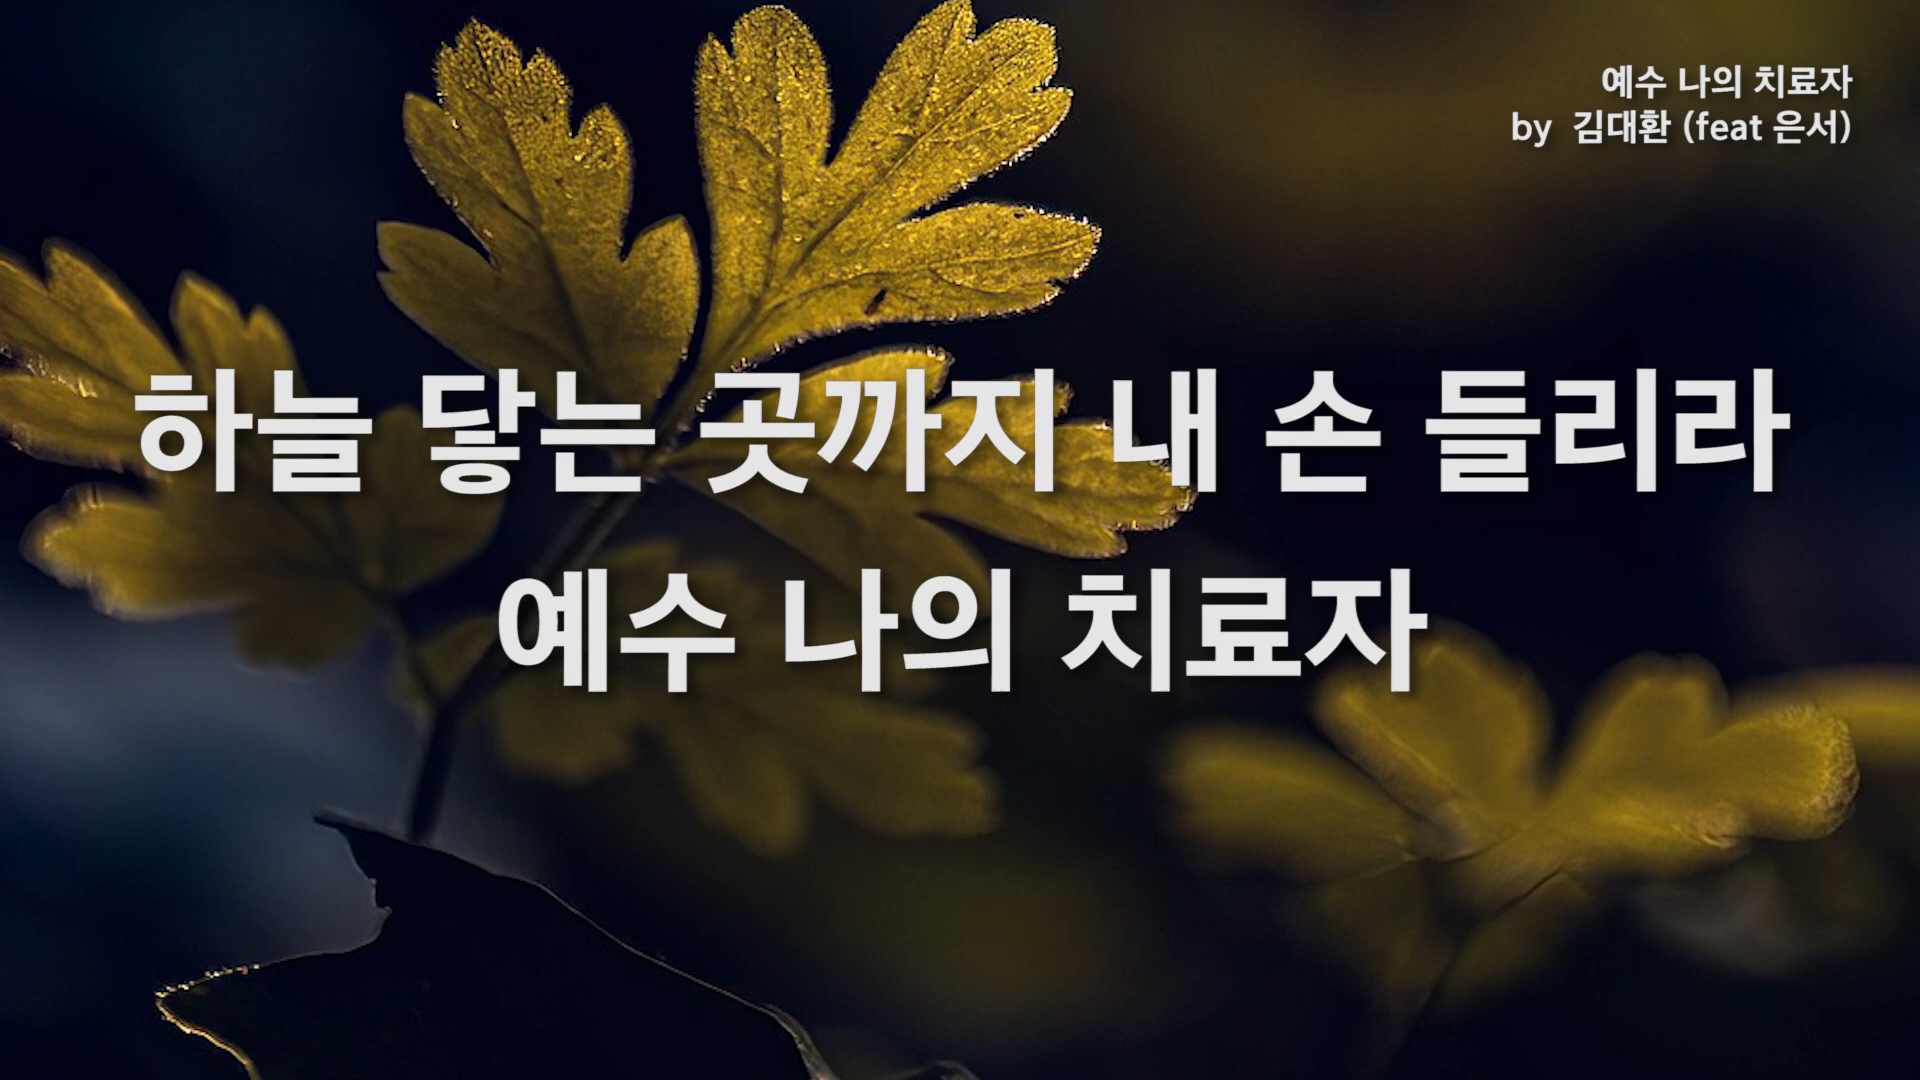 예수 나의 치료자
by 김대환 (feat 은서)
하늘 닿는 곳까지 내 손 들리라
예수 나의 치료자